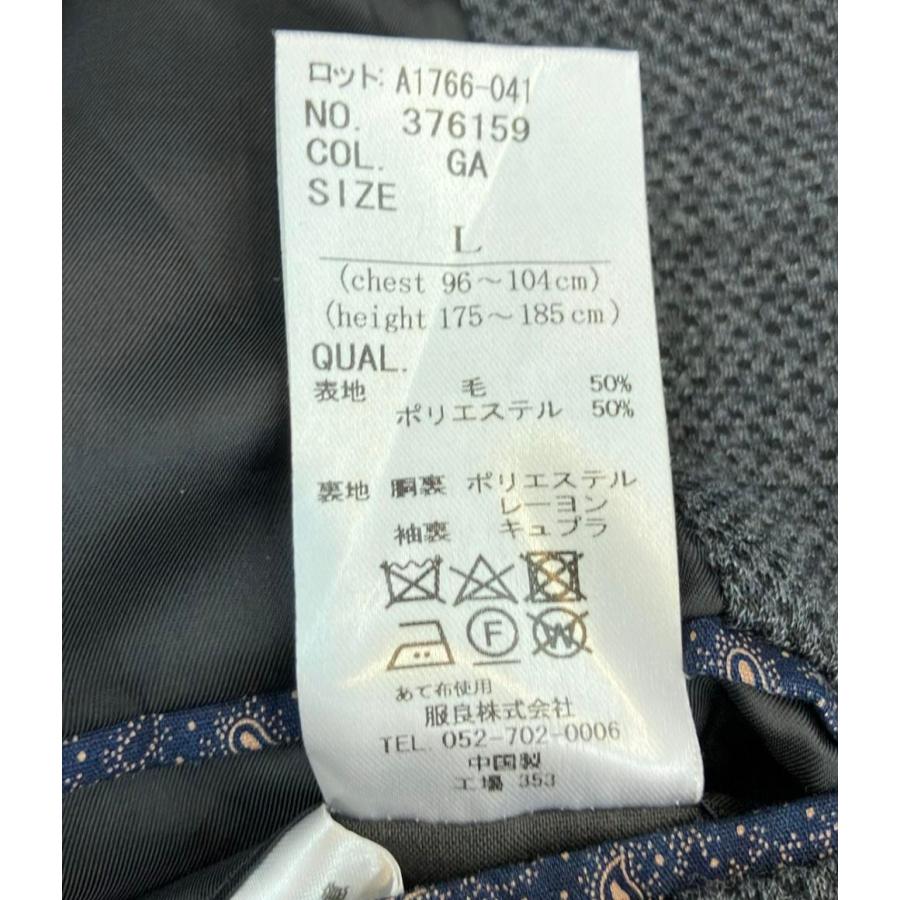 ロット: A1766-041
NO. 376159
COL. GA
SIZE
L
(chest 96～104cm)
(height 175～185cm)
QUAL.
表地 毛 50%
ポリエステル 50%
裏地 胴裏 ポリエステル
レーヨン
袖裏 キュプラ
F W
あて布使用
服良株式会社
TEL. 052-702-0006
中国製
工場 353